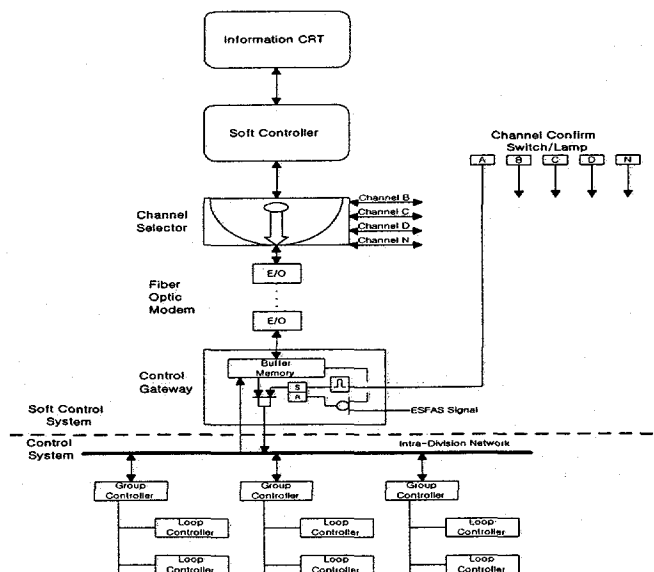 Information CRT
Soft Controller
Channel Confirm
Switch/Lamp
A B C D N
Channel
Selector
Channel B
Channel C
Channel D
Channel N
E/O
Fiber
Optic
Modem
E/O
Control
Gateway
Buffer
Memory
S
A
ESFAS Signal
Soft Control
System
Control
System
Intra-Division Network
Group
Controller
Group
Controller
Group
Controller
Loop
Controller
Loop
Controller
Loop
Controller
Loop
Controller
Loop
Controller
Loop
Controller